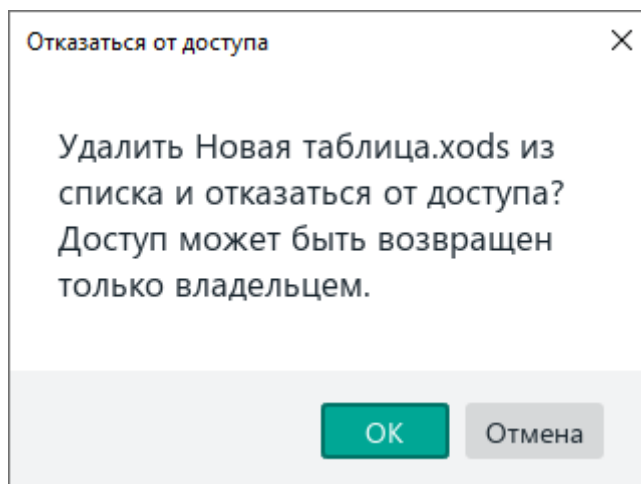 Отказаться от доступа
Удалить Новая таблица.xods из
списка и отказаться от доступа?
Доступ может быть возвращен
только владельцем.
ОК
Отмена